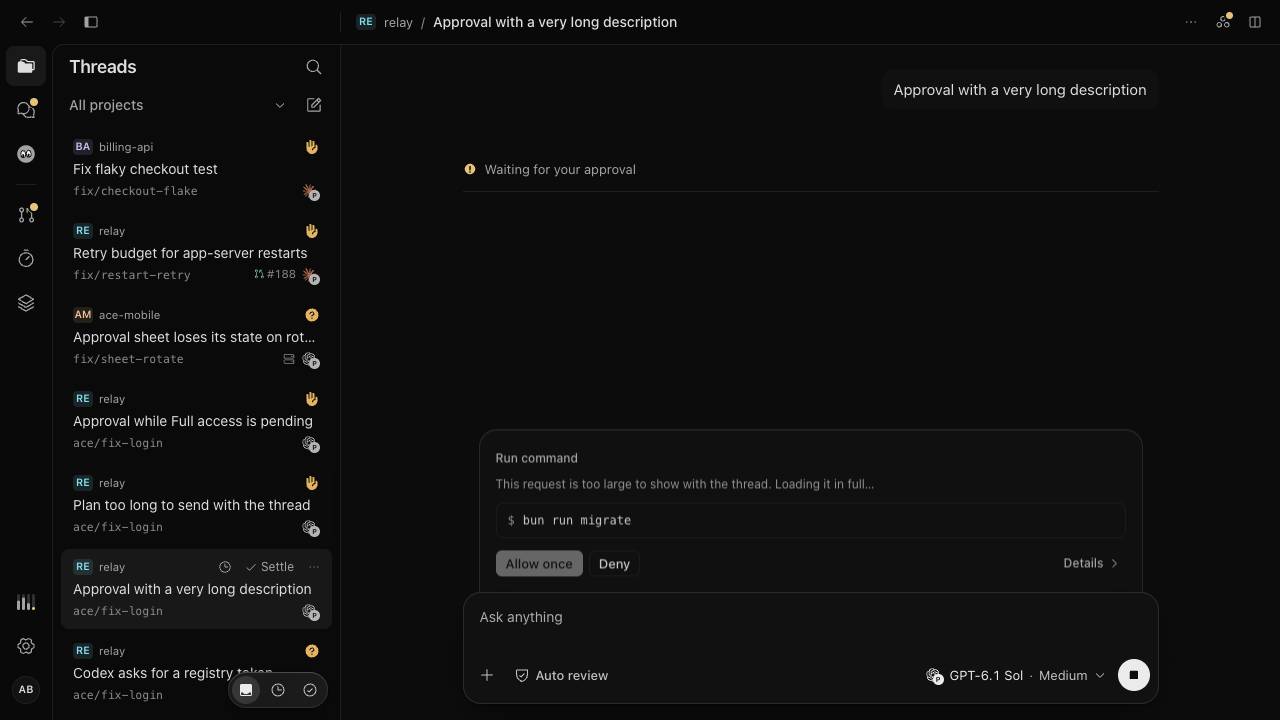 RE relay / Approval with a very long description
Threads
All projects
BA billing-api
Fix flaky checkout test
fix/checkout-flake
RE relay
Retry budget for app-server restarts
fix/restart-retry #188
AM ace-mobile
Approval sheet loses its state on rot...
fix/sheet-rotate
RE relay
Approval while Full access is pending
ace/fix-login
RE relay
Plan too long to send with the thread
ace/fix-login
RE relay Settle
Approval with a very long description
ace/fix-login
RE relay
Codex asks for a registry token
ace/fix-login
AB
Approval with a very long description
Waiting for your approval
Run command
This request is too large to show with the thread. Loading it in full...
$ bun run migrate
Allow once Deny Details
Ask anything
Auto review GPT-6.1 Sol · Medium